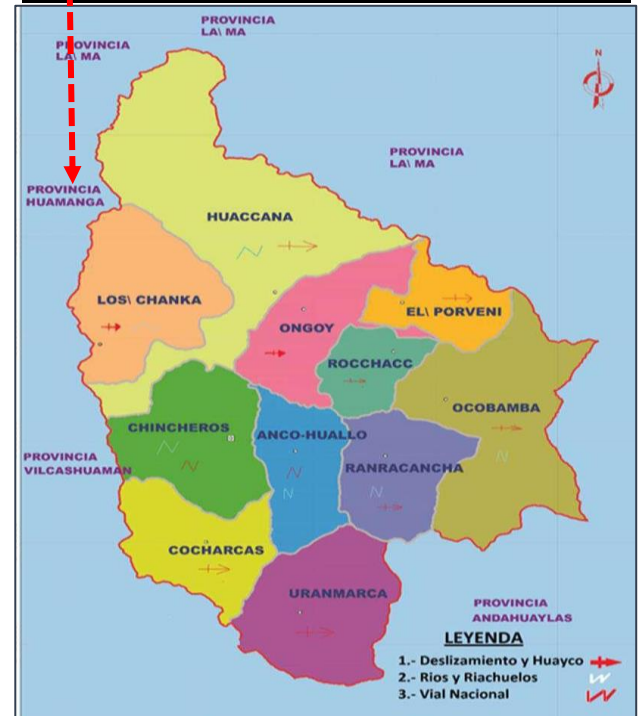 PROVINCIA
LA\ MA
PROVINCIA
LA\ MA
N
PROVINCIA
LA\ MA
PROVINCIA
HUAMANGA
HUACCANA
LOS\ CHANKA
EL\ PORVENI
ONGOY
ROCCHACC
OCOBAMBA
CHINCHEROS
ANCO-HUALLO
PROVINCIA
VILCASHUAMAN
RANRACANCHA
COCHARCAS
URANMARCA
PROVINCIA
ANDAHUAYLAS
LEYENDA
1.- Deslizamiento y Huayco
2.- Rios y Riachuelos
3.- Vial Nacional